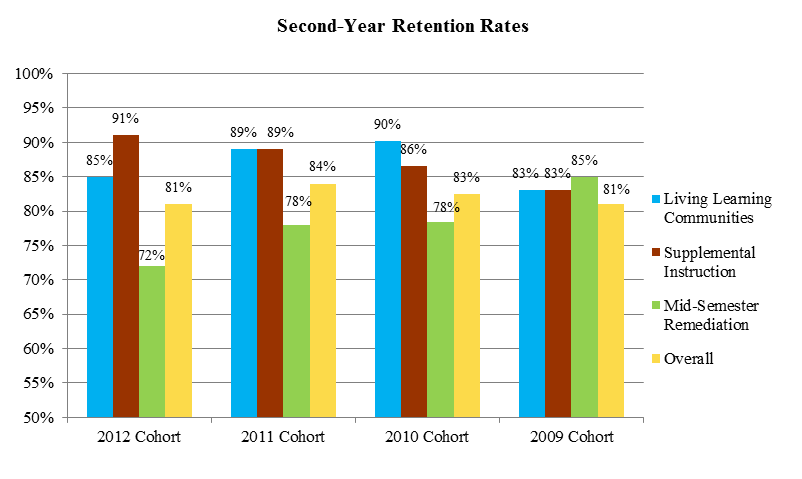 Second-Year Retention Rates
100%
95%
90%
85%
80%
75%
70%
65%
60%
55%
50%
85%
91%
72%
81%
89%
89%
78%
84%
90%
86%
78%
83%
83%
83%
85%
81%
2012 Cohort
2011 Cohort
2010 Cohort
2009 Cohort
Living Learning
Communities
Supplemental
Instruction
Mid-Semester
Remediation
Overall